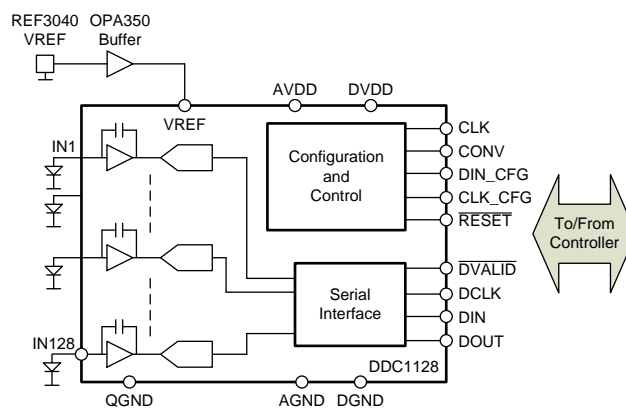 REF3040 OPA350
VREF Buffer
AVDD DVDD
VREF
IN1
Configuration
and
Control
CLK
CONV
DIN_CFG
CLK_CFG
RESET
To/From
Controller
Serial
Interface
DVALID
DCLK
DIN
DOUT
IN128
DDC1128
QGND AGND DGND